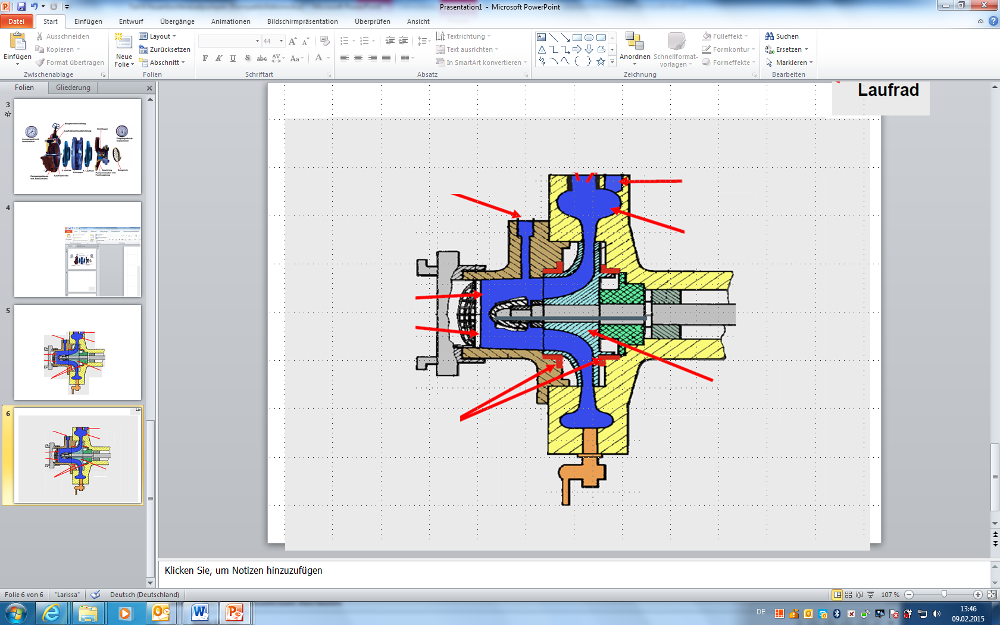 Präsentation1 - Microsoft PowerPoint
Datei Start Einfügen Entwurf Übergänge Animationen Bildschirmpräsentation Überprüfen Ansicht
Einfügen
Ausschneiden
Kopieren
Format übertragen
Zwischenablage
Neue Folie
Layout
Zurücksetzen
Abschnitt
Folien
44
F K U S abc AV Aa A
Schriftart
Textrichtung
Text ausrichten
In SmartArt konvertieren
Absatz
Anordnen
Schnellformat-
vorlagen
Fülleffekt
Formkontur
Formeffekte
Zeichnung
Suchen
Ersetzen
Markieren
Bearbeiten
Folien Gliederung
3
4
5
6
Laufrad
Klicken Sie, um Notizen hinzuzufügen
Folie 6 von 6 "Larissa" Deutsch (Deutschland) 107 %
DE
13:46
09.02.2015